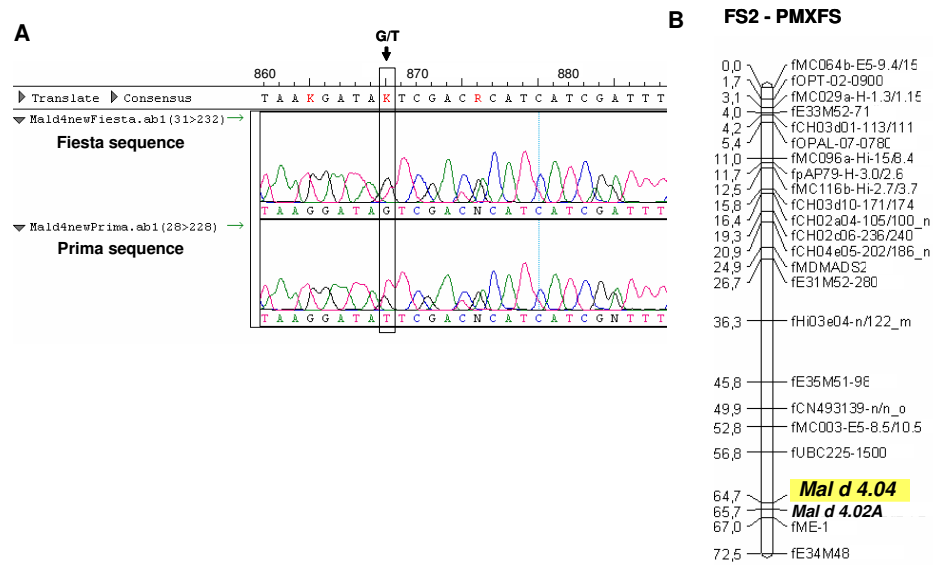 A
G/T
860 870 880
Translate Consensus T A A K G A T A K T C G A C R C A T C A T C G A T T T
Mald4newFiesta.ab1(31>232)
Fiesta sequence
T A A G G A T A G T C G A C N C A T C A T C G A T T T
Mald4newPrima.ab1(28>228)
Prima sequence
T A A G G A T A T T C G A C N C A T C A T C G N T T T
B
FS2 - PMXFS
0,0 fMC064b-E5-9.4/15
1,7 fOPT-02-0900
3,1 fMC029a-H-1.3/1.15
4,0 fE33M52-71
4,2 fCH03d01-113/111
5,4 fOPAL-07-0780
11,0 fMC096a-Hi-15/8.4
11,7 fpAP79-H-3.0/2.6
12,5 fMC116b-Hi-2.7/3.7
15,8 fCH03d10-171/174
16,4 fCH02a04-105/100_n
19,3 fCH02c06-236/240
20,9 fCH04e05-202/186_n
24,9 fMDMADS2
26,7 fE31M52-280
36,3 fHi03e04-n/122_m
45,8 fE35M51-98
49,9 fCN493139-n/n_o
52,8 fMC003-E5-8.5/10.5
56,8 fUBC225-1500
64,7 Mal d 4.04
65,7 Mal d 4.02A
67,0 fME-1
72,5 fE34M48